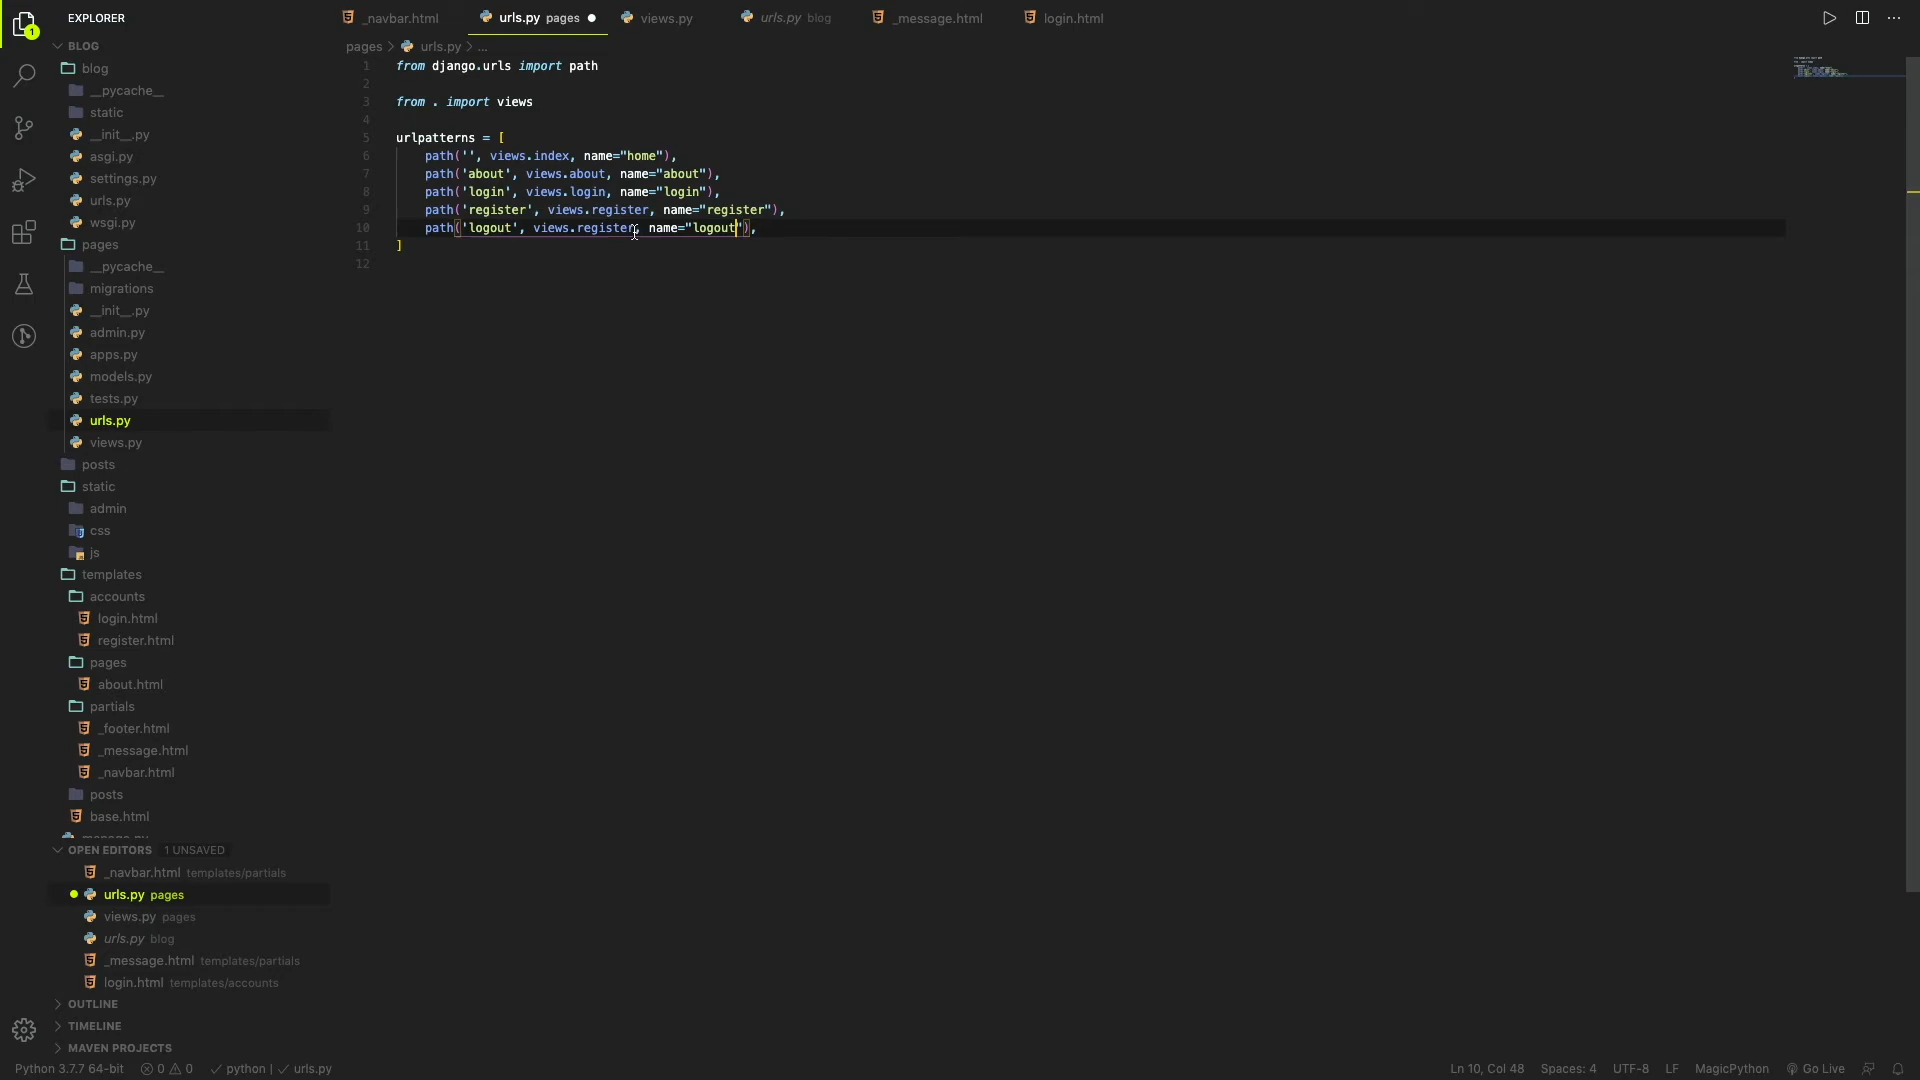 EXPLORER
_navbar.html
urls.py pages
views.py
urls.py blog
_message.html
login.html
1
BLOG
blog
__pycache__
static
__init__.py
asgi.py
settings.py
urls.py
wsgi.py
pages
__pycache__
migrations
__init__.py
admin.py
apps.py
models.py
tests.py
urls.py
views.py
posts
static
admin
css
js
templates
accounts
login.html
register.html
pages
about.html
partials
_footer.html
_message.html
_navbar.html
posts
base.html
manage.py
OPEN EDITORS 1 UNSAVED
_navbar.html templates/partials
urls.py pages
views.py pages
urls.py blog
_message.html templates/partials
login.html templates/accounts
OUTLINE
TIMELINE
MAVEN PROJECTS
pages > urls.py > ...
1 from django.urls import path
2
3 from . import views
4
5 urlpatterns = [
6 path('', views.index, name="home"),
7 path('about', views.about, name="about"),
8 path('login', views.login, name="login"),
9 path('register', views.register, name="register"),
10 path('logout', views.register, name="logout"),
11 ]
12
Python 3.7.7 64-bit 0 0 python | urls.py
Ln 10, Col 48 Spaces: 4 UTF-8 LF MagicPython Go Live